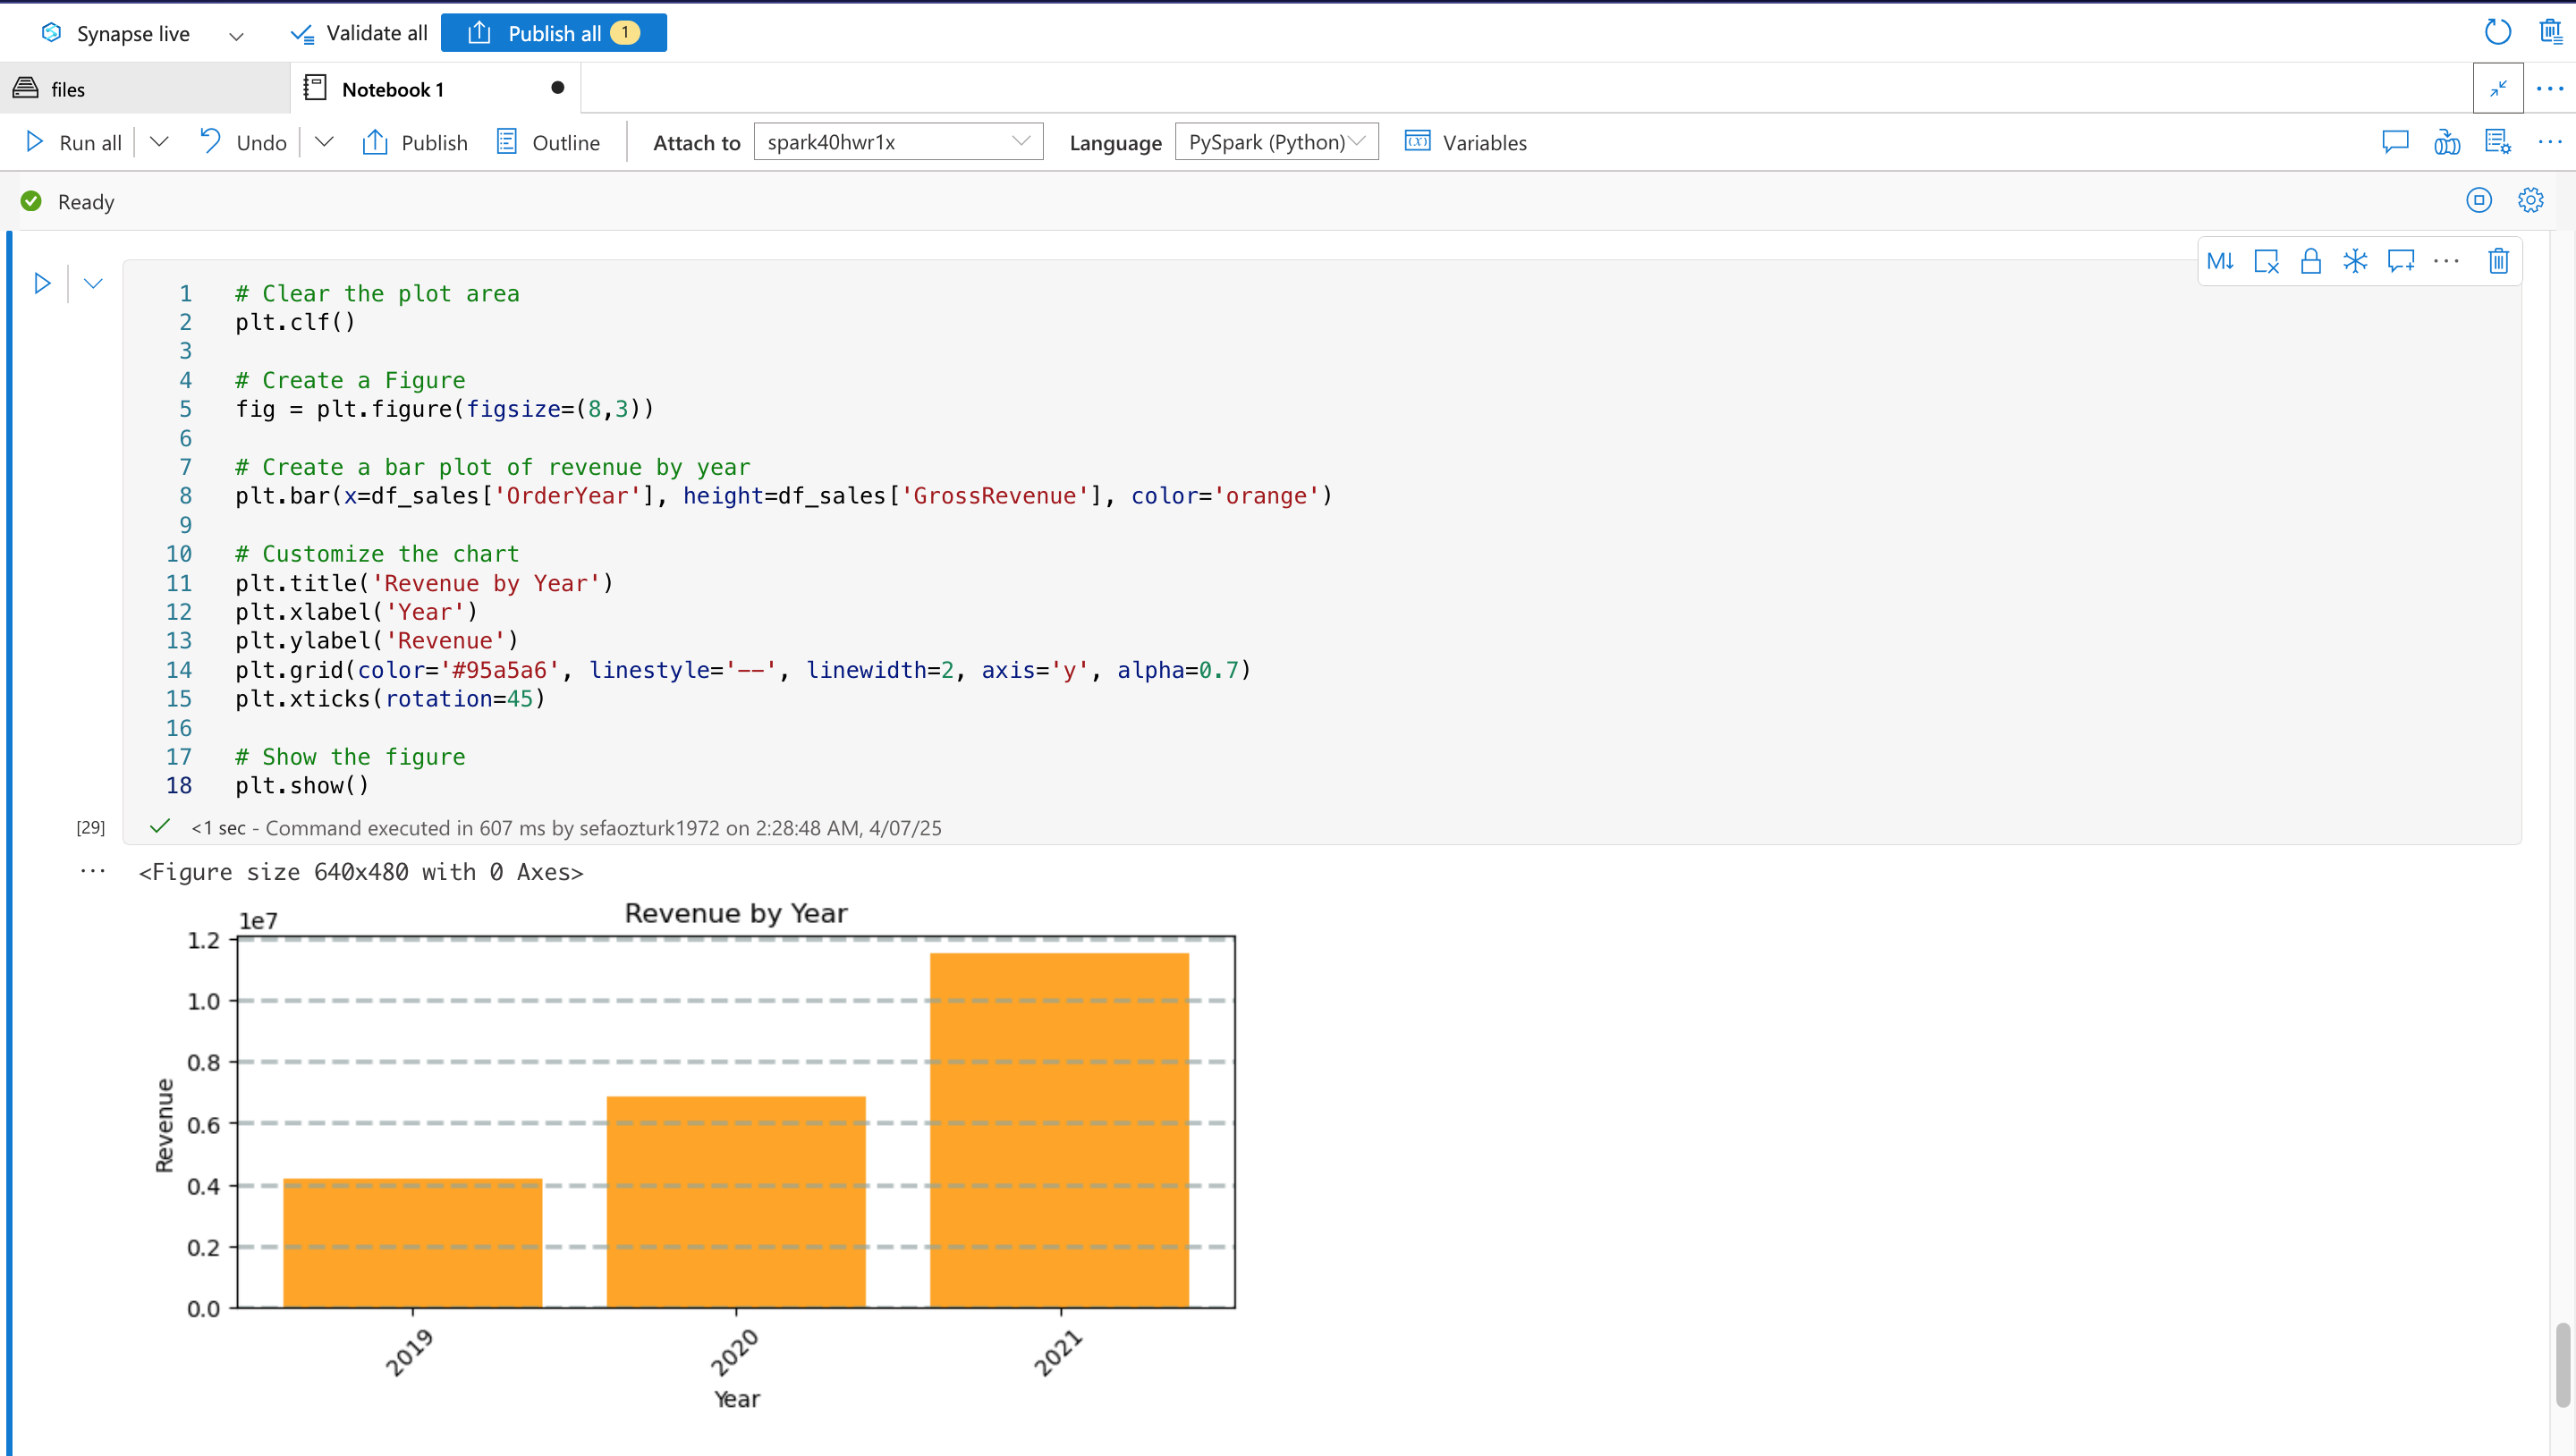 Synapse live Validate all Publish all 1
files Notebook 1
Run all Undo Publish Outline Attach to spark40hwr1x Language PySpark (Python) Variables
Ready
M↓
1 # Clear the plot area
2 plt.clf()
3
4 # Create a Figure
5 fig = plt.figure(figsize=(8,3))
6
7 # Create a bar plot of revenue by year
8 plt.bar(x=df_sales['OrderYear'], height=df_sales['GrossRevenue'], color='orange')
9
10 # Customize the chart
11 plt.title('Revenue by Year')
12 plt.xlabel('Year')
13 plt.ylabel('Revenue')
14 plt.grid(color='#95a5a6', linestyle='--', linewidth=2, axis='y', alpha=0.7)
15 plt.xticks(rotation=45)
16
17 # Show the figure
18 plt.show()
[29] <1 sec - Command executed in 607 ms by sefaozturk1972 on 2:28:48 AM, 4/07/25
<Figure size 640x480 with 0 Axes>
Revenue by Year
1e7
1.2
1.0
0.8
0.6
0.4
0.2
0.0
Revenue
2019 2020 2021
Year